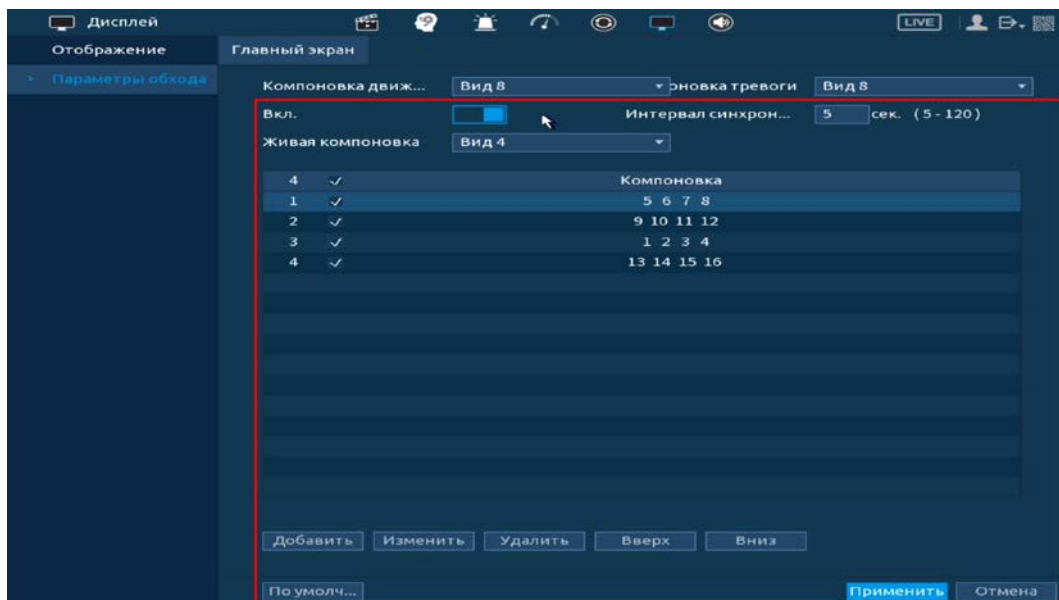 Дисплей LIVE
Отображение Главный экран
Параметры обхода
Компоновка движ... Вид 8 оновка тревоги Вид 8
Вкл. Интервал синхрон... 5 сек. (5 - 120)
Живая компоновка Вид 4
4 Компоновка
1 5 6 7 8
2 9 10 11 12
3 1 2 3 4
4 13 14 15 16
Добавить Изменить Удалить Вверх Вниз
По умолч... Применить Отмена